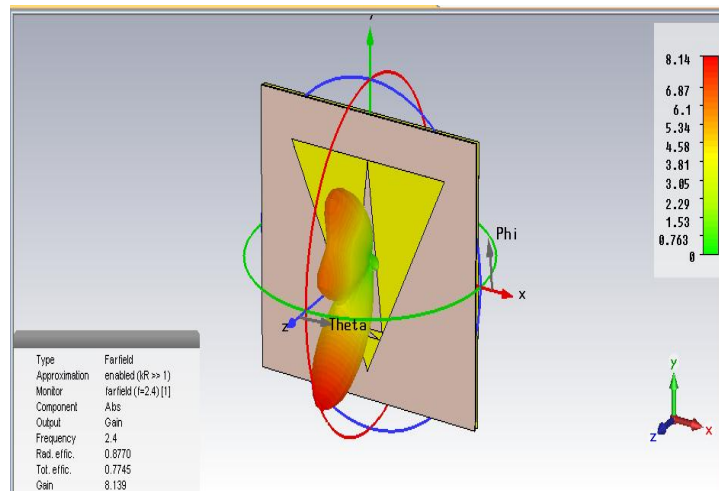 8.14
6.87
6.1
5.34
4.58
3.81
3.05
2.29
1.53
0.763
0
Phi
x
z
Theta
y
z
x
Type Farfield
Approximation enabled (kR >> 1)
Monitor farfield (f=2.4) [1]
Component Abs
Output Gain
Frequency 2.4
Rad. effic. 0.8770
Tot. effic. 0.7745
Gain 8.139